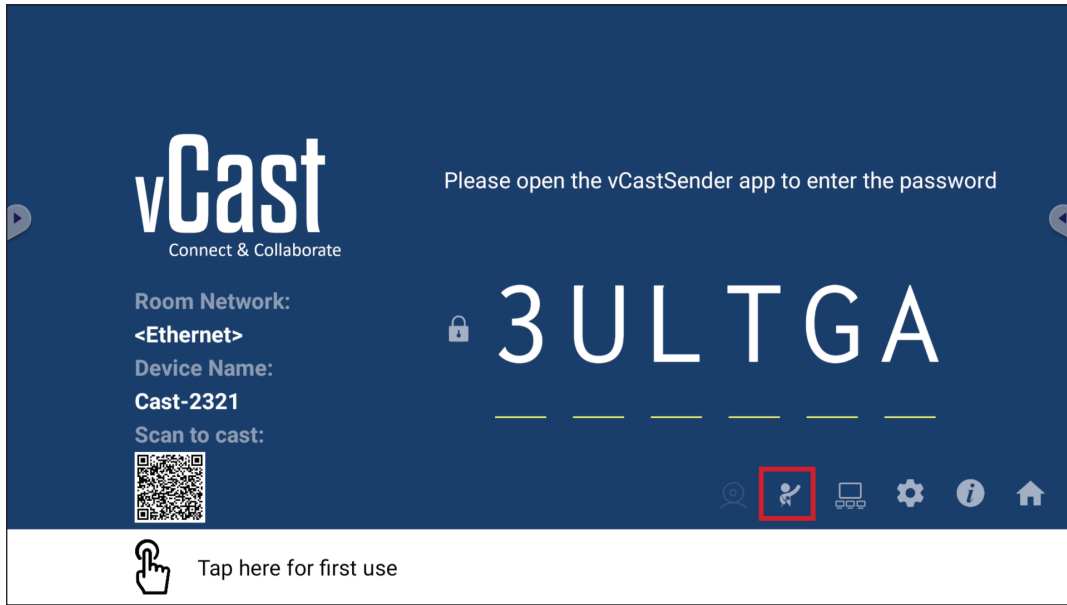 vCast
Connect & Collaborate
Please open the vCastSender app to enter the password
Room Network:
<Ethernet>
Device Name:
Cast-2321
Scan to cast:
3ULTGA
Tap here for first use